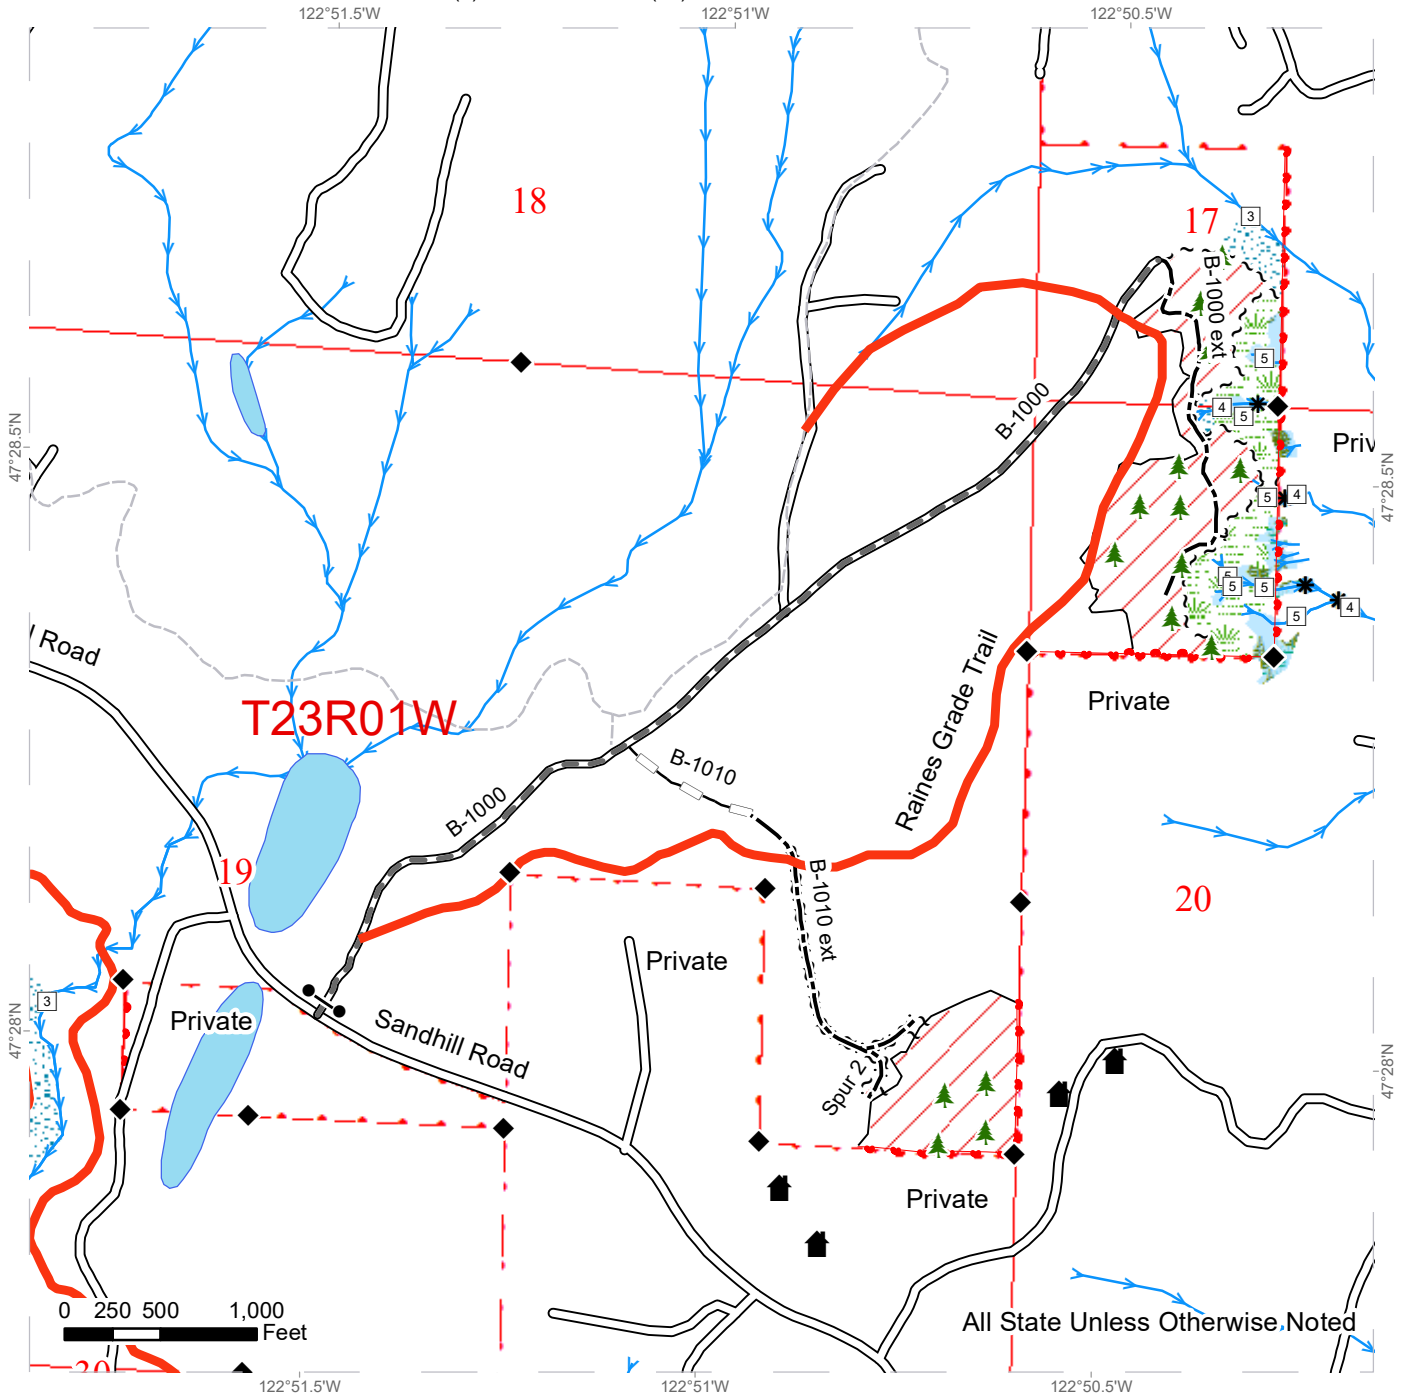 122°51.5'W
122°51'W
122°50.5'W
18
17
3
B-1000 ext
5
4
5
B-1000
47°28.5'N
Priv
47°28.5'N
5
4
5
5
5
4
5
l Road
Raines Grade Trail
Private
T23R01W
B-1010
B-1000
19
B-1010 ext
20
Private
3
Private
Sandhill Road
47°28'N
47°28'N
Spur 2
Private
0 250 500 1,000
Feet
All State Unless Otherwise Noted
30
122°51.5'W
122°51'W
122°50.5'W